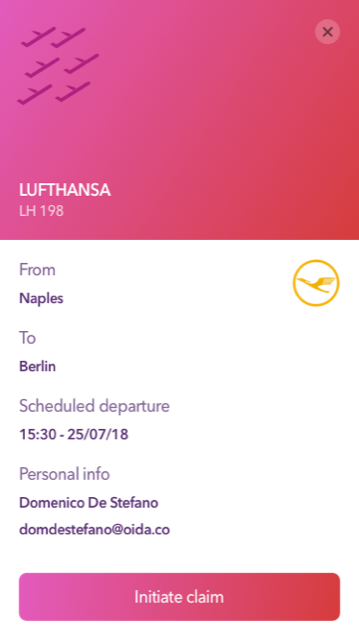 LUFTHANSA
LH 198
From
Naples
To
Berlin
Scheduled departure
15:30 - 25/07/18
Personal info
Domenico De Stefano
domdestefano@oida.co
Initiate claim